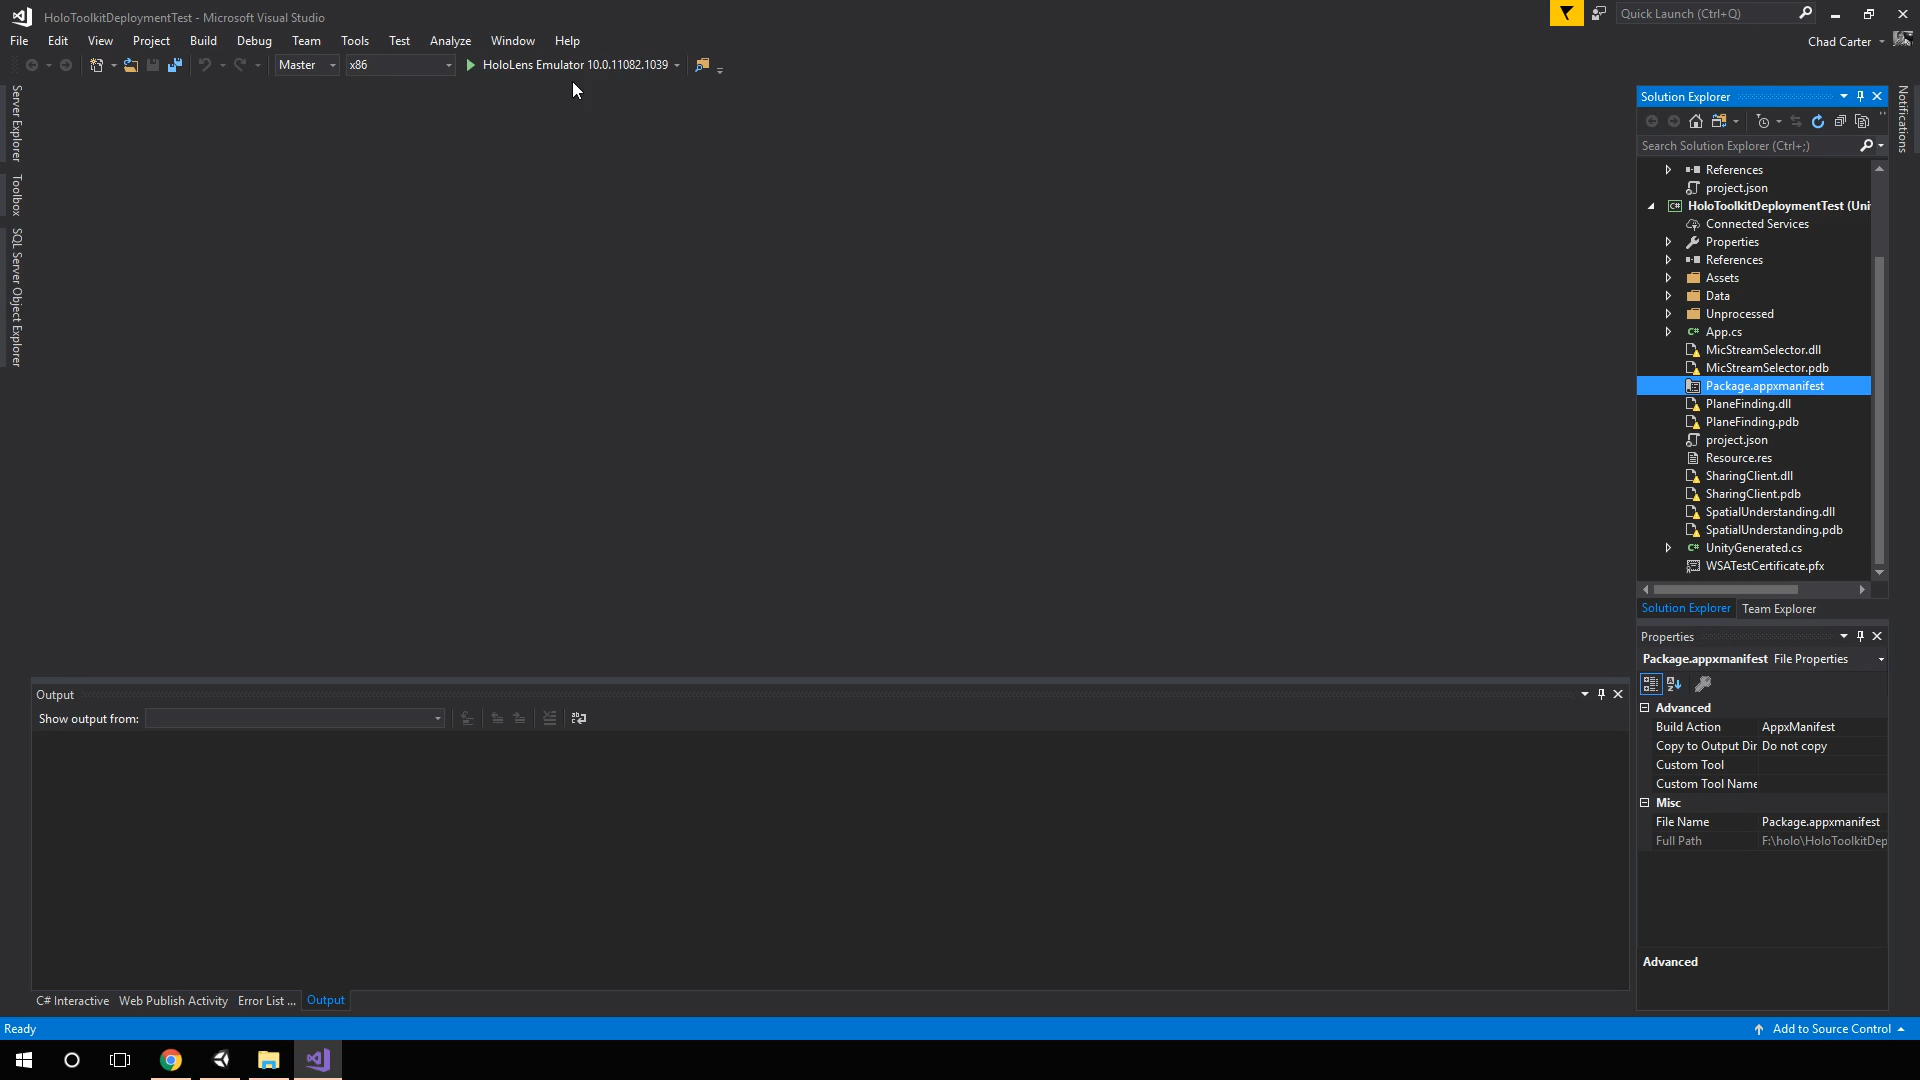 HoloToolkitDeploymentTest - Microsoft Visual Studio
Quick Launch (Ctrl+Q)
File Edit View Project Build Debug Team Tools Test Analyze Window Help
Chad Carter
Master x86 HoloLens Emulator 10.0.11082.1039
Server Explorer
Toolbox
SQL Server Object Explorer
Notifications
Solution Explorer
Search Solution Explorer (Ctrl+;)
References
project.json
HoloToolkitDeploymentTest (Uni
Connected Services
Properties
References
Assets
Data
Unprocessed
C# App.cs
MicStreamSelector.dll
MicStreamSelector.pdb
Package.appxmanifest
PlaneFinding.dll
PlaneFinding.pdb
project.json
Resource.res
SharingClient.dll
SharingClient.pdb
SpatialUnderstanding.dll
SpatialUnderstanding.pdb
C# UnityGenerated.cs
WSATestCertificate.pfx
Solution Explorer Team Explorer
Properties
Package.appxmanifest File Properties
Advanced
Build Action AppxManifest
Copy to Output Dir Do not copy
Custom Tool
Custom Tool Name
Misc
File Name Package.appxmanifest
Full Path F:\holo\HoloToolkitDep
Advanced
Output
Show output from:
C# Interactive Web Publish Activity Error List ... Output
Ready
Add to Source Control